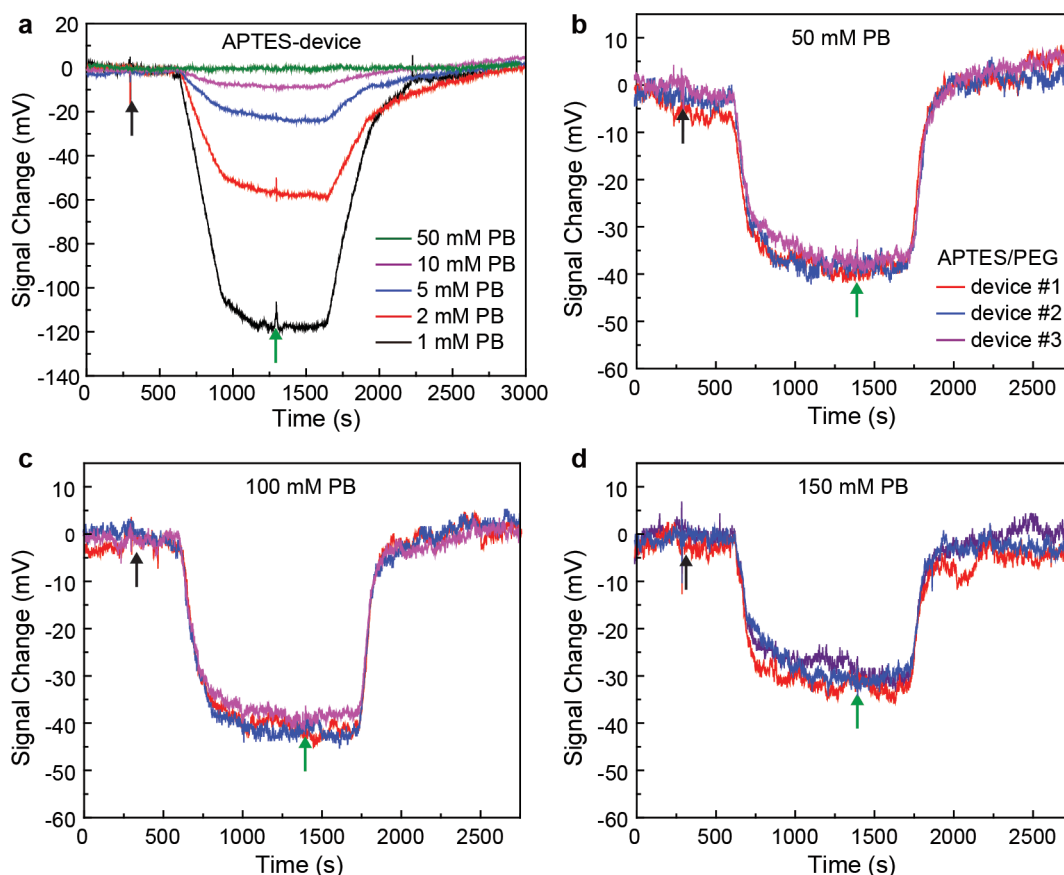 a
APTES-device
20
0
-20
-40
-60
-80
-100
-120
-140
Signal Change (mV)
50 mM PB
10 mM PB
5 mM PB
2 mM PB
1 mM PB
0 500 1000 1500 2000 2500 3000
Time (s)
b
50 mM PB
10
0
-10
-20
-30
-40
-50
-60
Signal Change (mV)
APTES/PEG
device #1
device #2
device #3
0 500 1000 1500 2000 2500
Time (s)
c
100 mM PB
10
0
-10
-20
-30
-40
-50
-60
Signal Change (mV)
0 500 1000 1500 2000 2500
Time (s)
d
150 mM PB
10
0
-10
-20
-30
-40
-50
-60
Signal Change (mV)
0 500 1000 1500 2000 2500
Time (s)